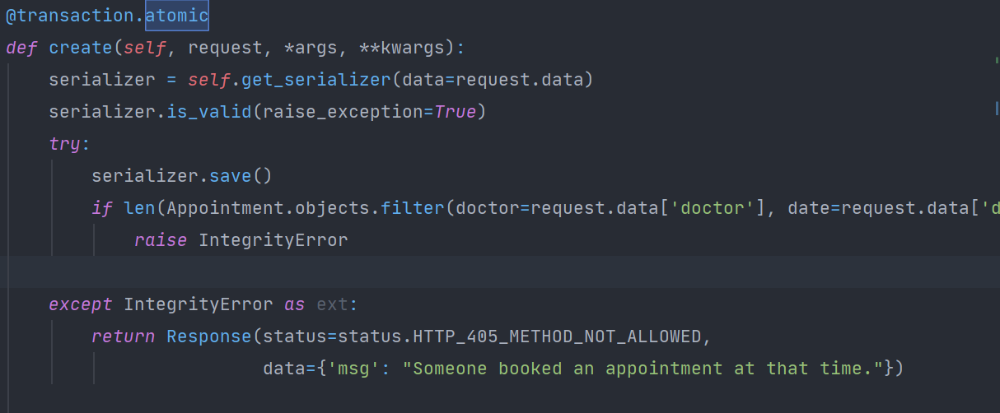 @transaction.atomic
def create(self, request, *args, **kwargs):
serializer = self.get_serializer(data=request.data)
serializer.is_valid(raise_exception=True)
try:
serializer.save()
if len(Appointment.objects.filter(doctor=request.data['doctor'], date=request.data['d
raise IntegrityError
except IntegrityError as ext:
return Response(status=status.HTTP_405_METHOD_NOT_ALLOWED,
data={'msg': "Someone booked an appointment at that time."})